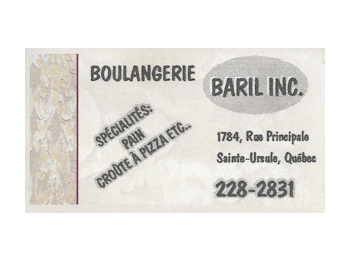 BOULANGERIE
BARIL INC.
SPÉCIALITÉS:
PAIN
CROÛTE À PIZZA ETC..
1784, Rue Principale
Sainte-Ursule, Québec
228-2831